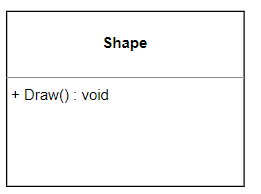 Shape
+ Draw() : void